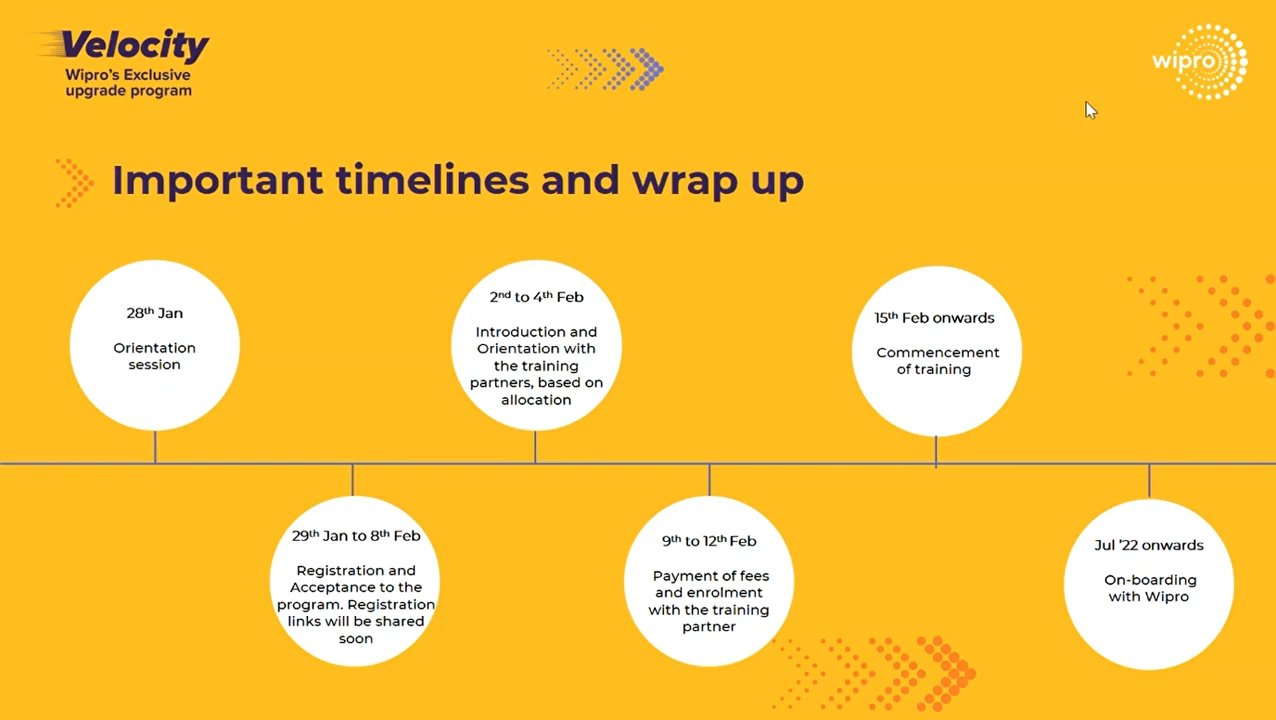 Velocity
Wipro's Exclusive
upgrade program
wipro
Important timelines and wrap up
28th Jan
Orientation
session
29th Jan to 8th Feb
Registration and
Acceptance to the
program. Registration
links will be shared
soon
2nd to 4th Feb
Introduction and
Orientation with
the training
partners, based on
allocation
9th to 12th Feb
Payment of fees
and enrolment
with the training
partner
15th Feb onwards
Commencement
of training
Jul '22 onwards
On-boarding
with Wipro